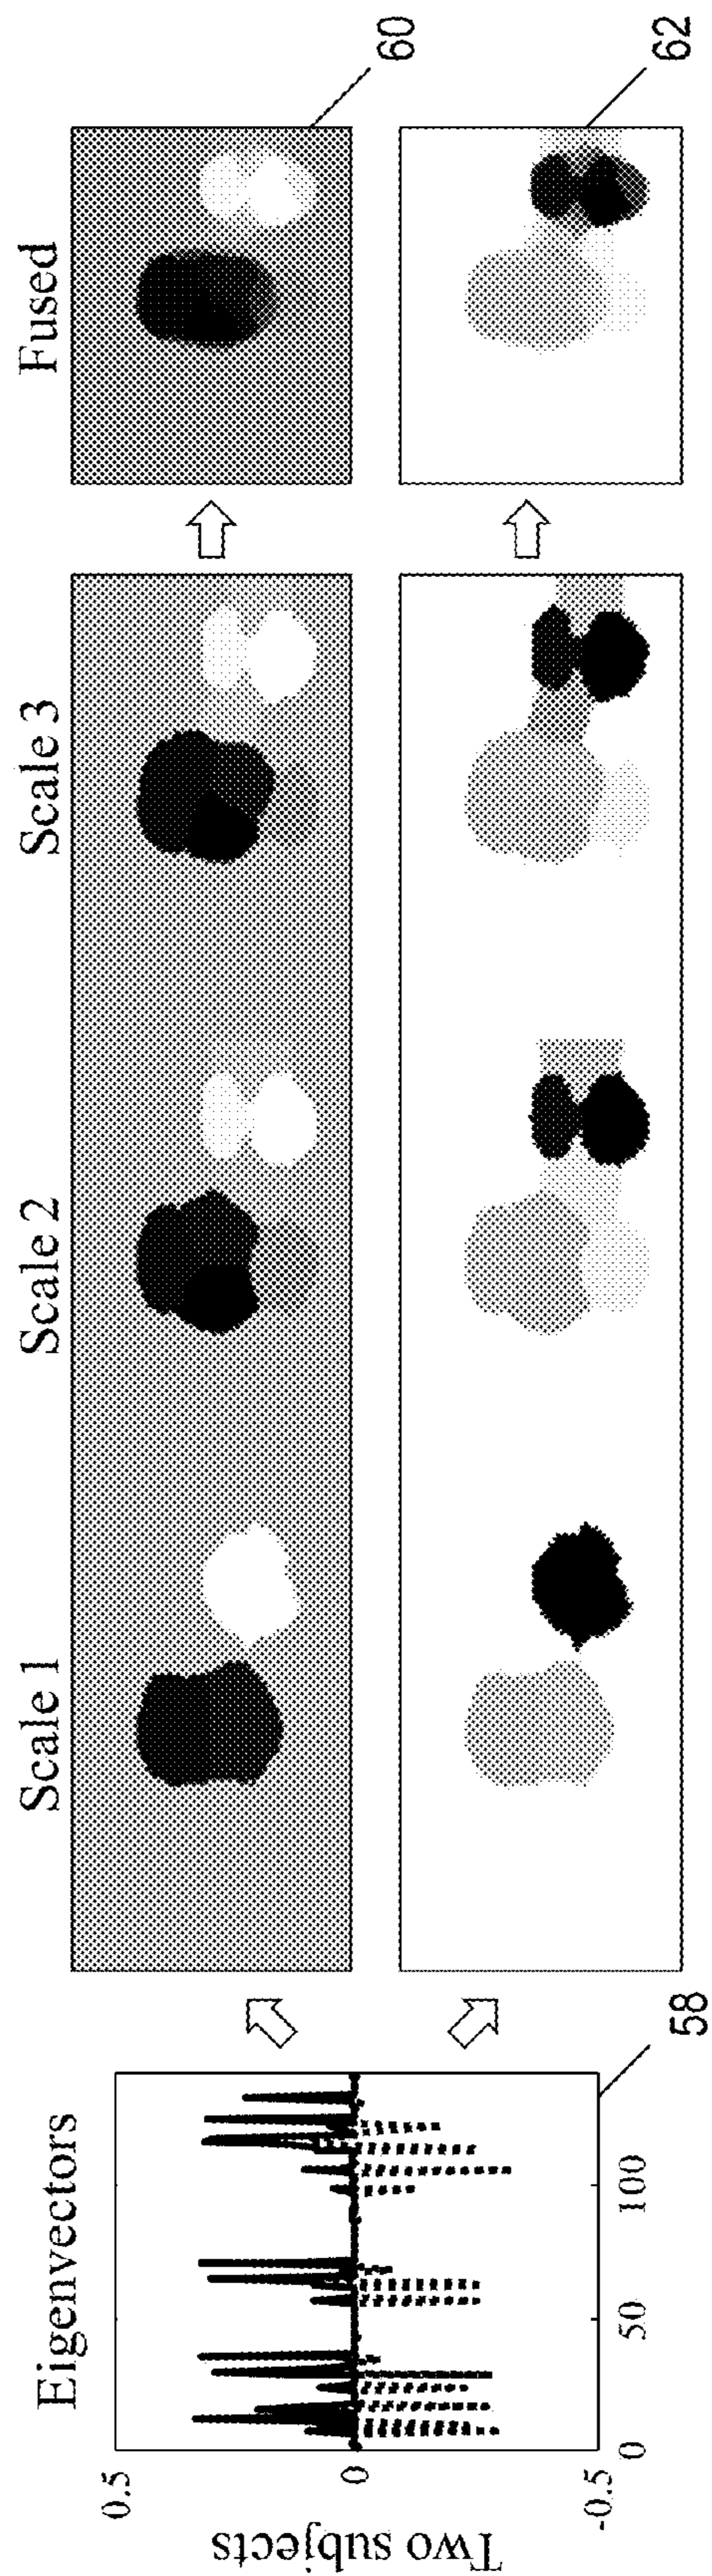 Eigenvectors
Scale 1
Scale 2
Scale 3
Fused
Two subjects
0.5
0
-0.5
0
50
100
58
60
62